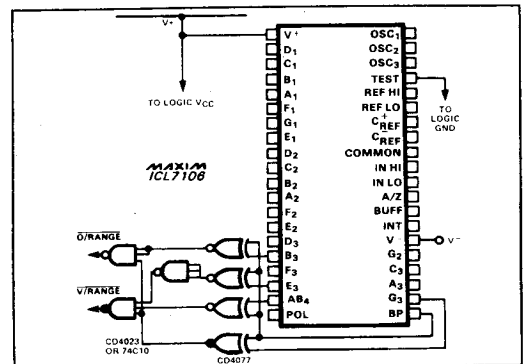 V+
TO LOGIC VCC
MAXIM
ICL7106
V+
D1
C1
B1
A1
F1
G1
E1
D2
C2
B2
A2
F2
E2
D3
B3
F3
E3
AB4
POL
OSC1
OSC2
OSC3
TEST
REF HI
REF LO
C+REF
C-REF
COMMON
IN HI
IN LO
A/Z
BUFF
INT
V-
G2
C3
A3
G3
BP
TO
LOGIC
GND
V-
O/RANGE
V/RANGE
CD4023
OR 74C10
CD4077